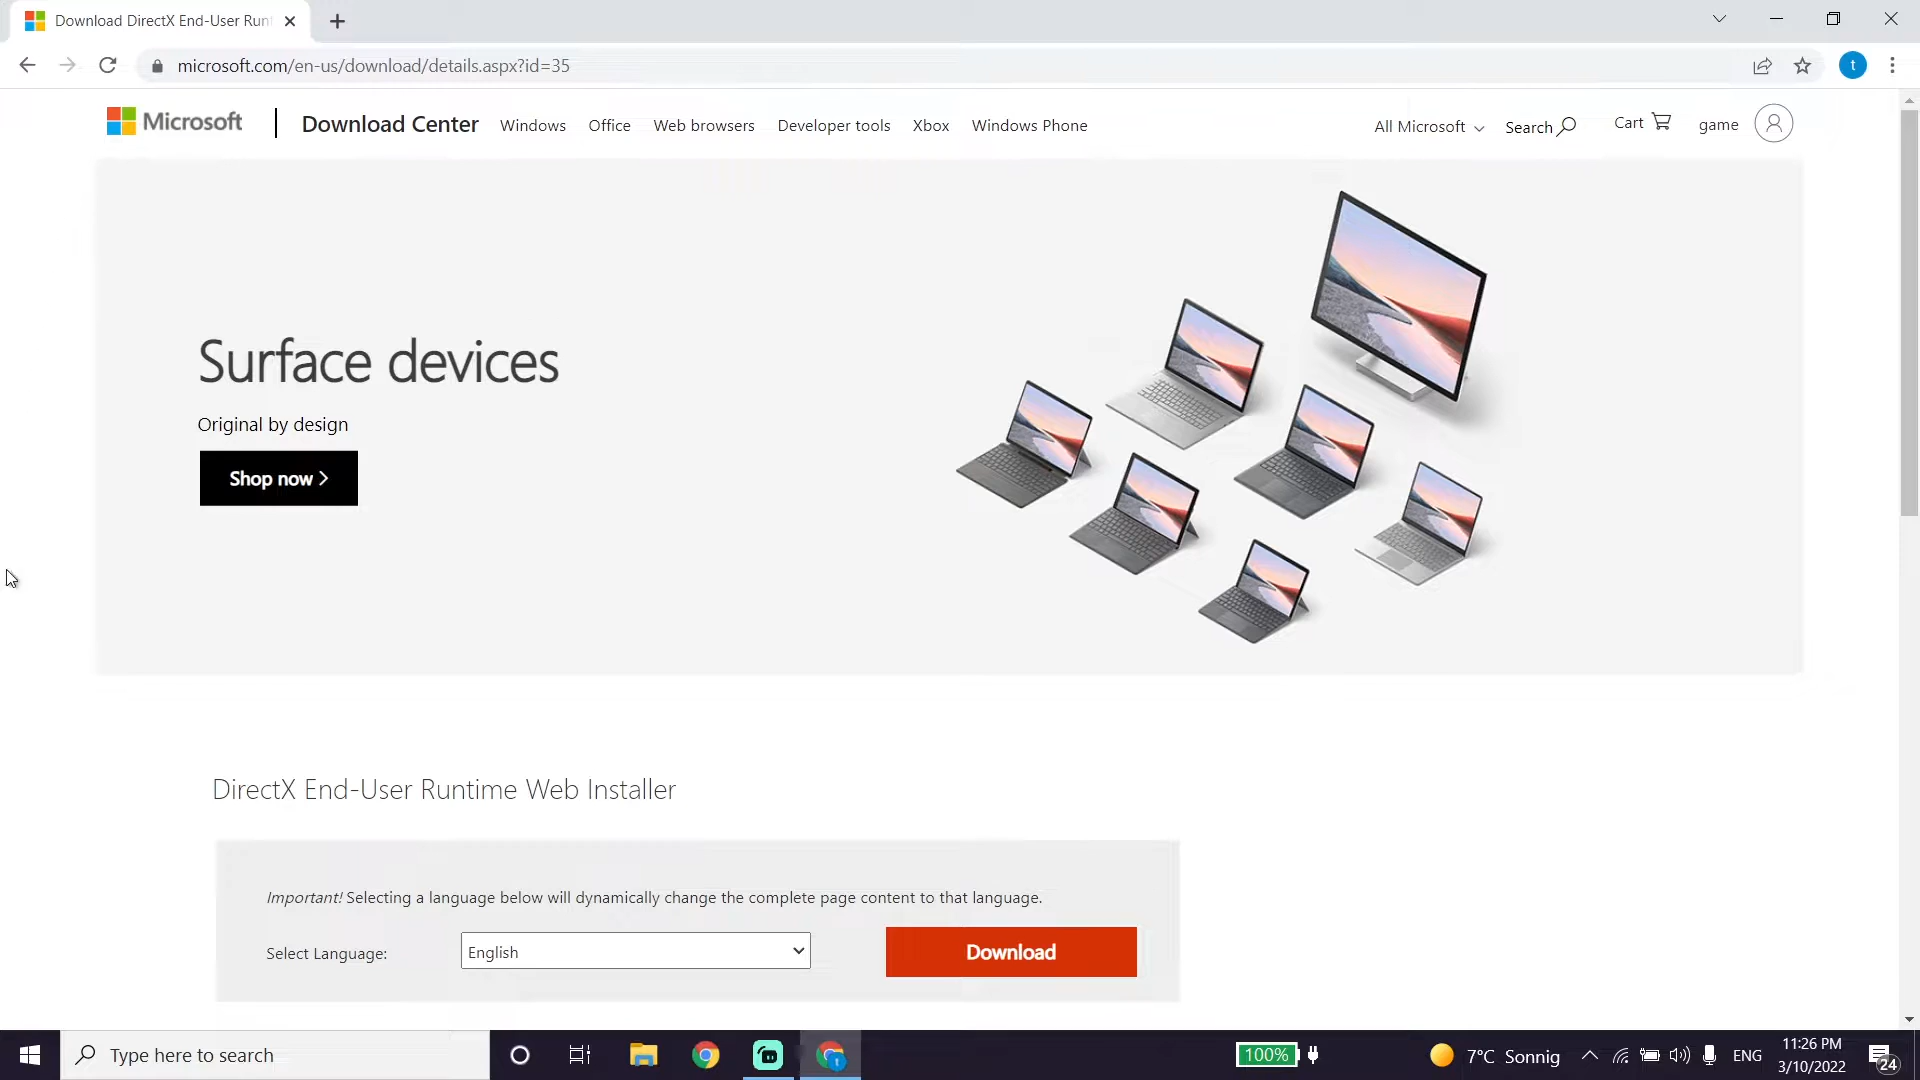 Download DirectX End-User Runt
microsoft.com/en-us/download/details.aspx?id=35
t
Microsoft
Download Center
Windows
Office
Web browsers
Developer tools
Xbox
Windows Phone
All Microsoft
Search
Cart
game
Surface devices
Original by design
Shop now >
DirectX End-User Runtime Web Installer
Important! Selecting a language below will dynamically change the complete page content to that language.
Select Language:
English
Download
Type here to search
100%
7°C Sonnig
ENG
11:26 PM
3/10/2022
24